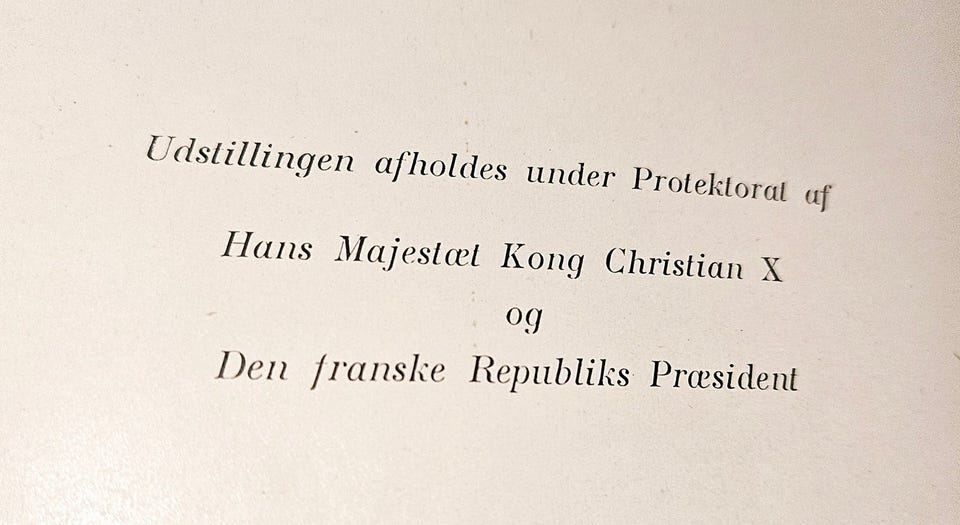 Udstillingen afholdes under Protektorat af
Hans Majestæt Kong Christian X
og
Den franske Republiks Præsident